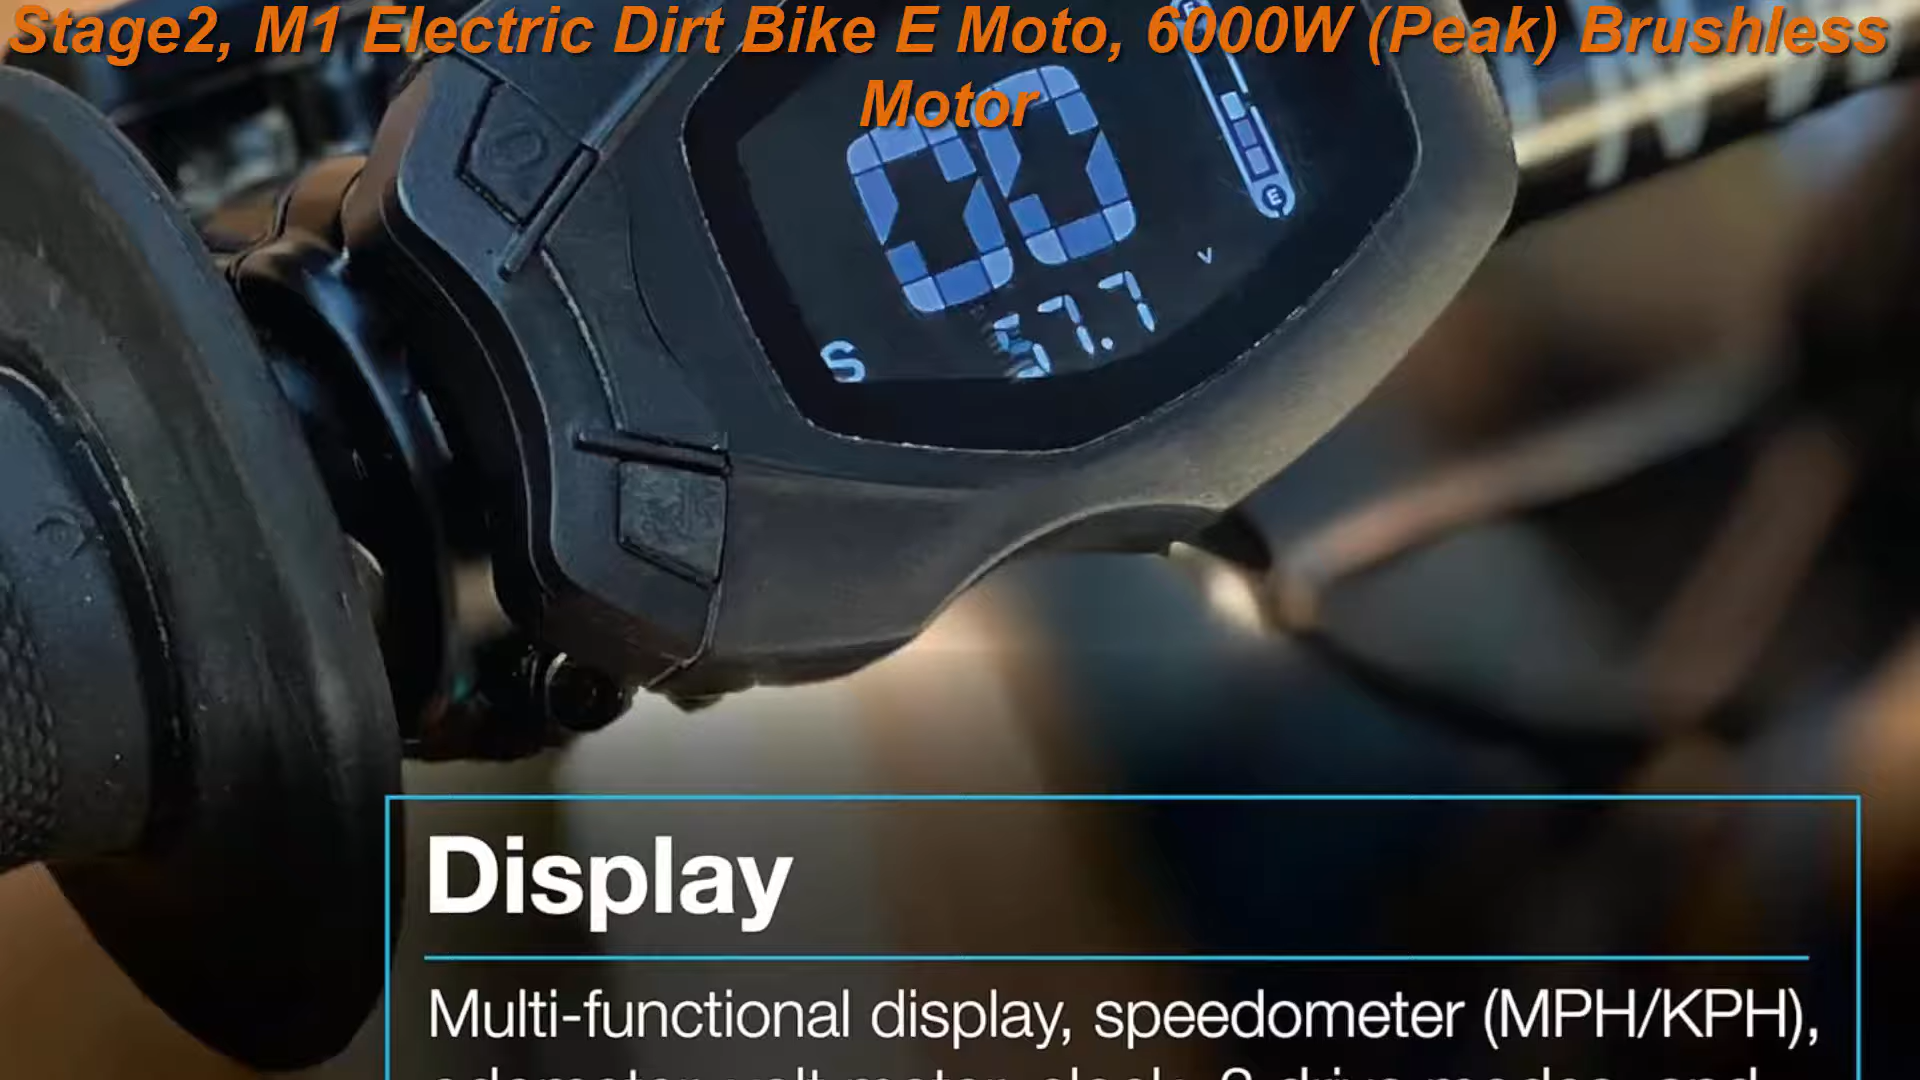 Stage2, M1 Electric Dirt Bike E Moto, 6000W (Peak) Brushless
Motor
F
00
E
V
57.7
S
Display
Multi-functional display, speedometer (MPH/KPH),